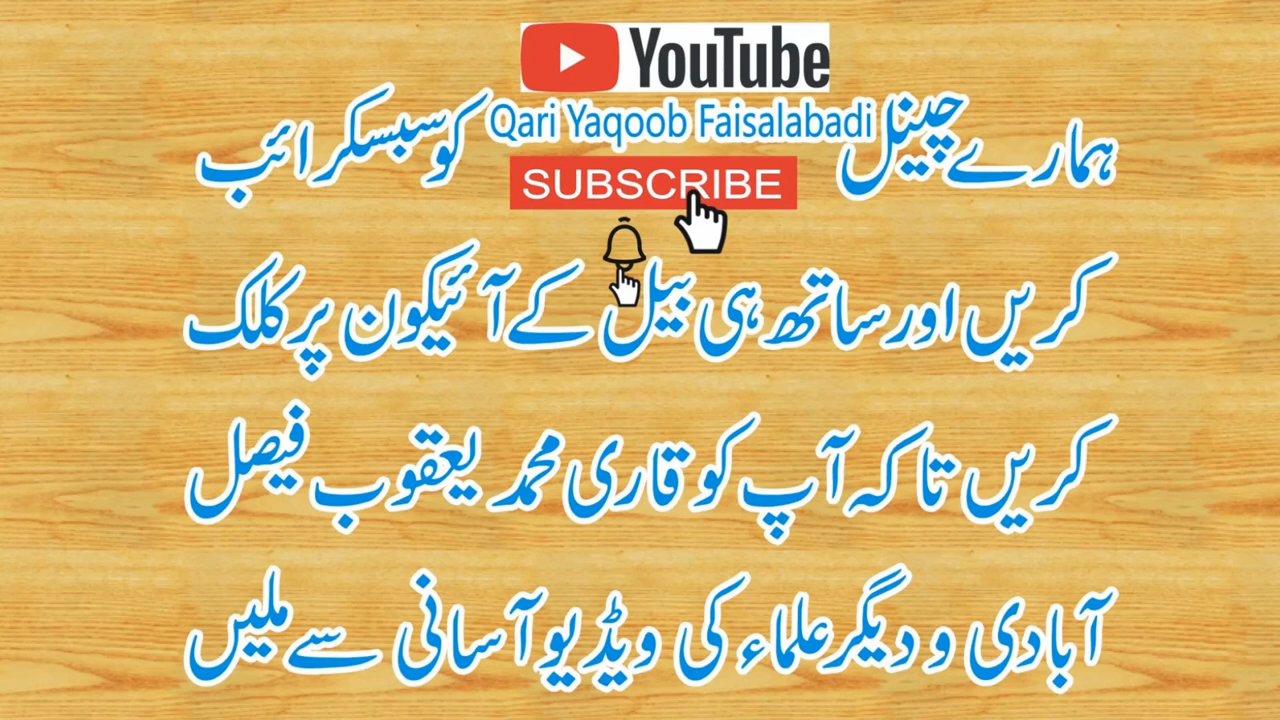 YouTube
ہمارے چینل Qari Yaqoob Faisalabadi کو سبسکرائب
SUBSCRIBE
کریں اور ساتھ ہی بیل کے آئیکون پر کلک
کریں تا کہ آپ کو قاری محمد یعقوب فیصل
آبادی و دیگر علماء کی ویڈیو آسانی سے ملیں